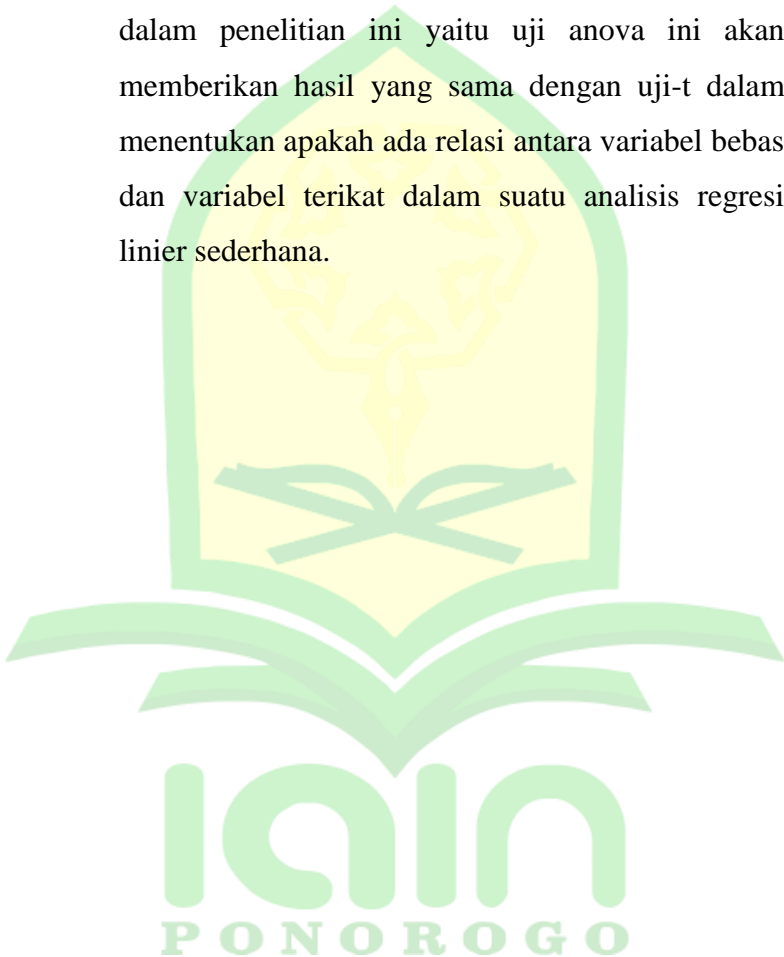 dalam penelitian ini yaitu uji anova ini akan
memberikan hasil yang sama dengan uji-t dalam
menentukan apakah ada relasi antara variabel bebas
dan variabel terikat dalam suatu analisis regresi
linier sederhana.
iain
PONOROGO